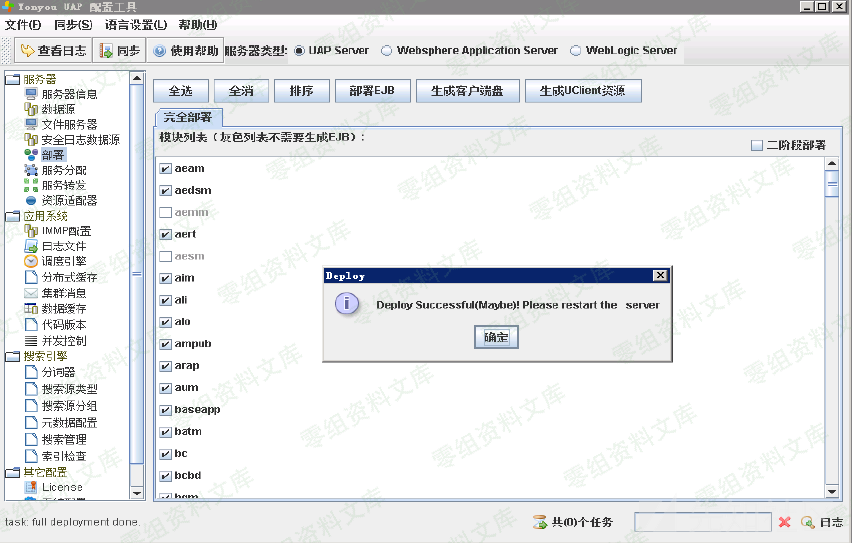 Yonyou UAP 配置工具
文件(F) 同步(S) 语言设置(L) 帮助(H)
查看日志 同步 使用帮助 服务器类型: UAP Server Websphere Application Server WebLogic Server
服务器
服务器信息
数据源
文件服务器
安全日志数据源
部署
服务分配
服务转发
资源适配器
应用系统
IMMP配置
日志文件
调度引擎
分布式缓存
集群消息
数据缓存
代码版本
并发控制
搜索引擎
分词器
搜索源类型
搜索源分组
元数据配置
搜索管理
索引检查
其它配置
License
全选 全消 排序 部署EJB 生成客户端盘 生成UClient资源
完全部署
模块列表（灰色列表不需要生成EJB）:
二阶段部署
aeam
aedsm
aemm
aert
aesm
aim
ali
alo
ampub
arap
aum
baseapp
batm
bc
bcbd
bgm
Deploy
Deploy Successful(Maybe)! Please restart the server
确定
task: full deployment done.
共(0)个任务
日志
零组资料文库